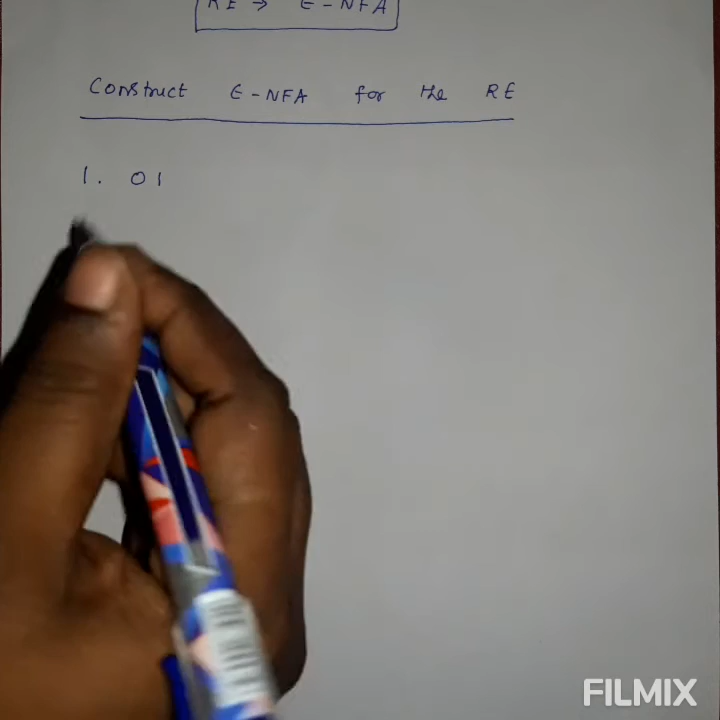 RE → ε-NFA
Construct ε-NFA for the RE
1. 01
FILMIX